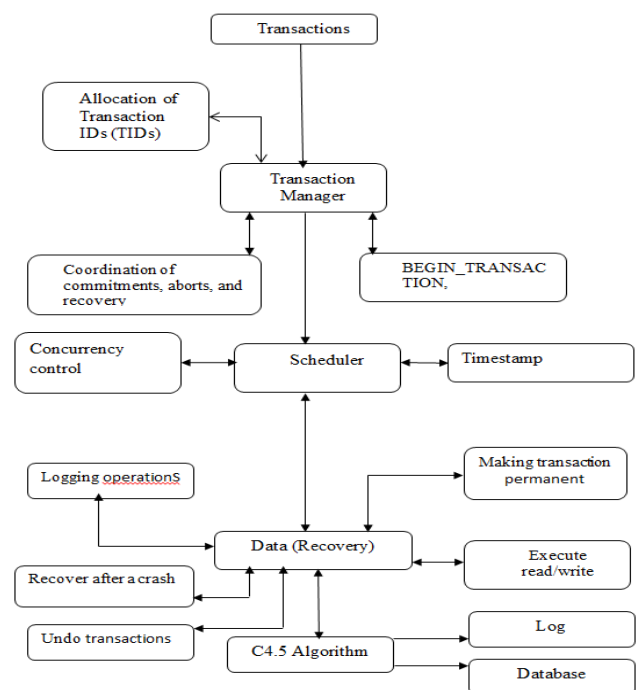 Transactions
Allocation of
Transaction
IDs (TIDs)
Transaction
Manager
Coordination of
commitments, aborts, and
recovery
BEGIN_TRANSAC
TION,
Concurrency
control
Scheduler
Timestamp
Logging operationS
Making transaction
permanent
Data (Recovery)
Execute
read/write
Recover after a crash
Undo transactions
C4.5 Algorithm
Log
Database